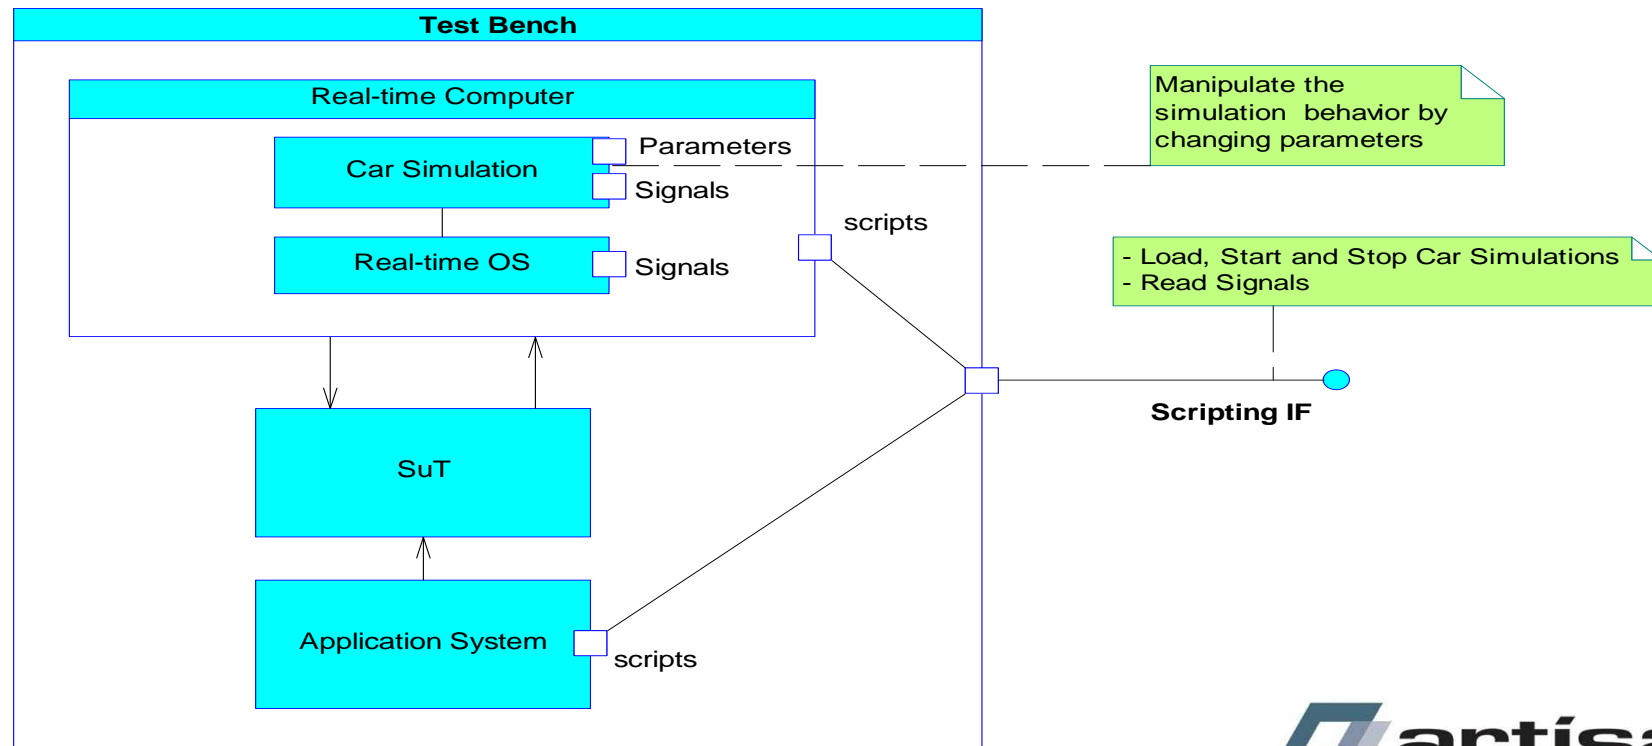 Test Bench
Real-time Computer
Manipulate the
simulation behavior by
changing parameters
Parameters
Car Simulation
Signals
scripts
Real-time OS
Signals
- Load, Start and Stop Car Simulations
- Read Signals
Scripting IF
SuT
Application System
scripts